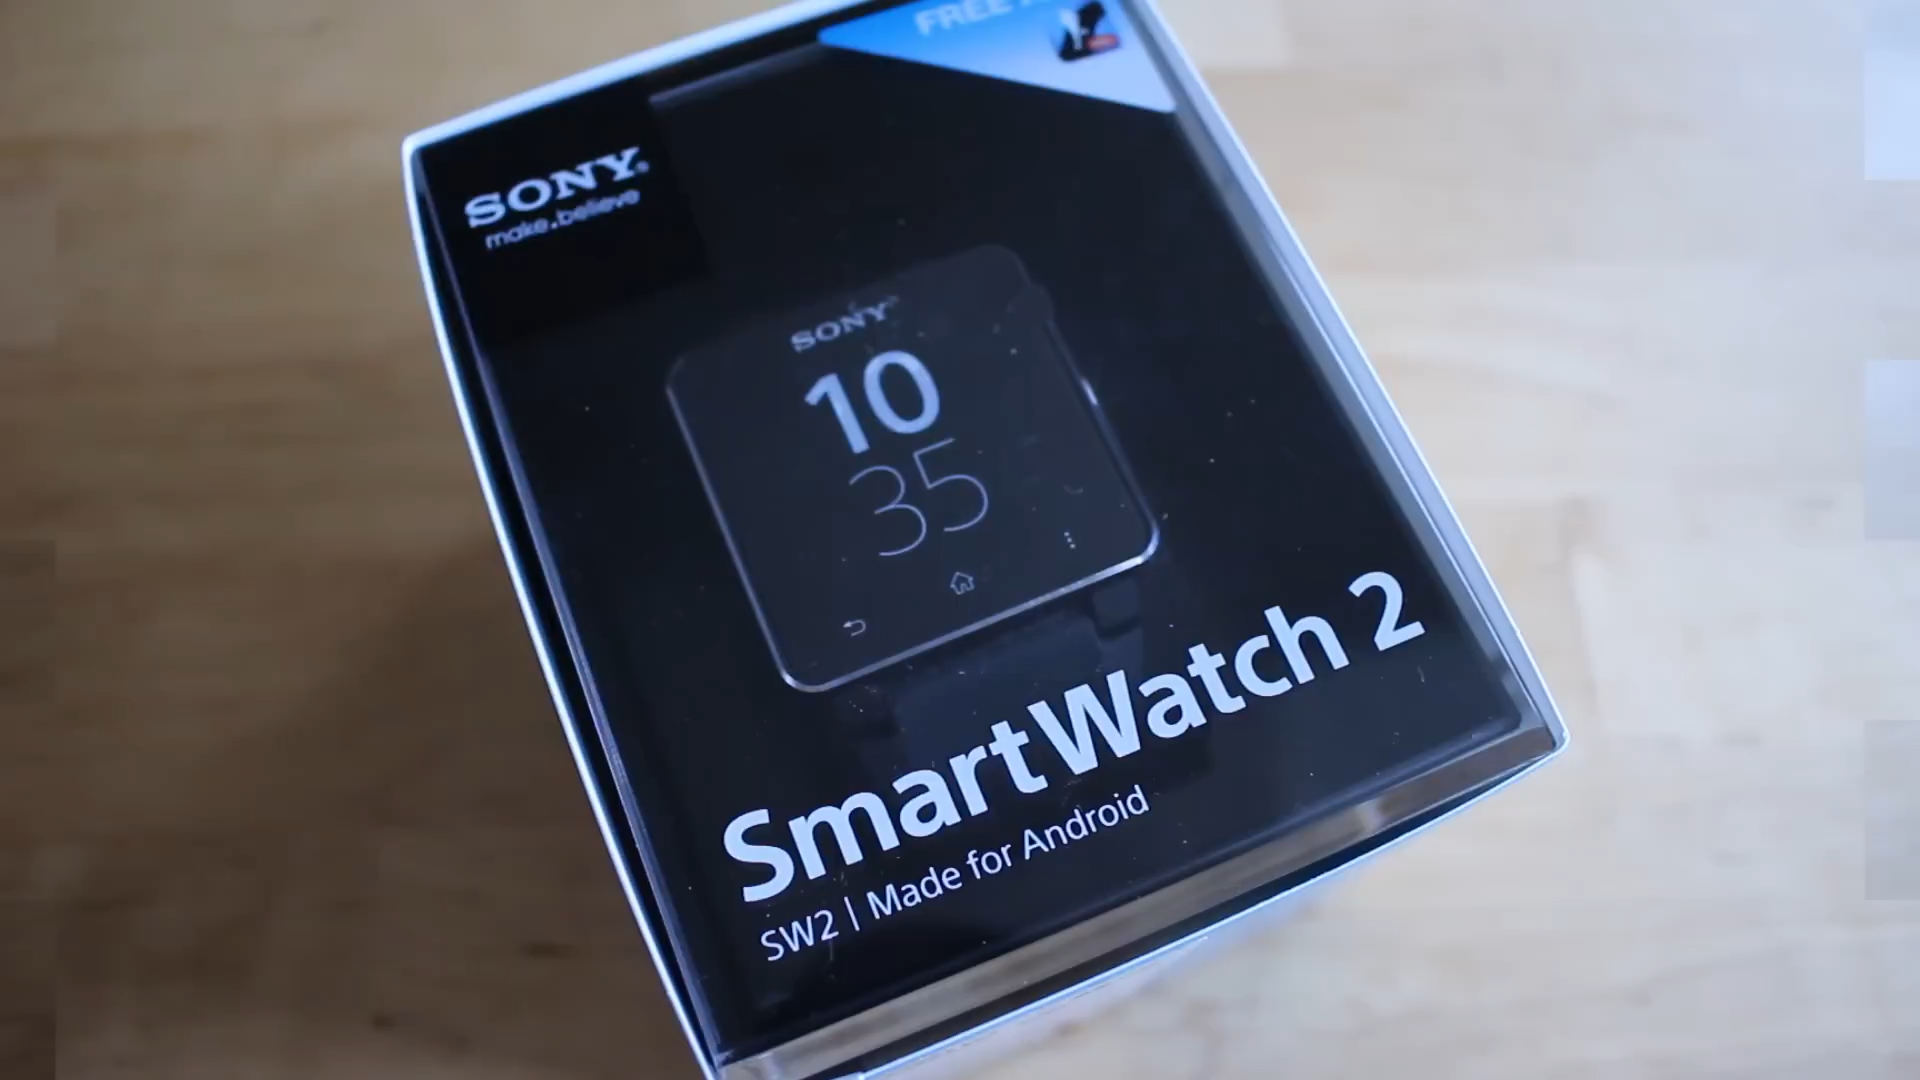 FREE
SONY
make.believe
SONY
10
35
SmartWatch 2
SW2 | Made for Android